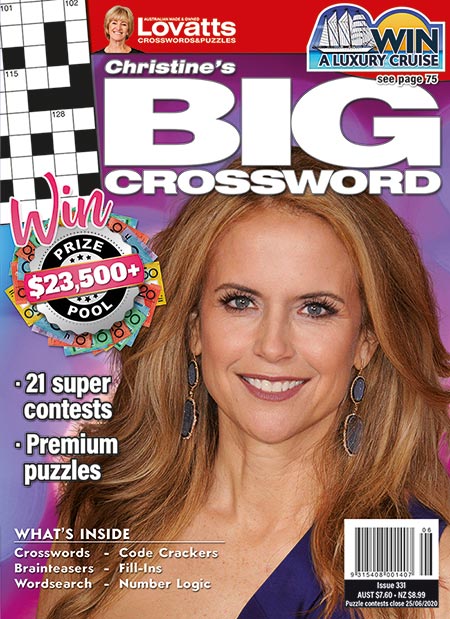 101
102
115
128
AUSTRALIAN MADE & OWNED
Lovatts
CROSSWORDS&PUZZLES
WIN
A LUXURY CRUISE
see page 75
Christine's
BIG
CROSSWORD
Win
PRIZE
$23,500+
POOL
· 21 super
contests
· Premium
puzzles
WHAT'S INSIDE
Crosswords – Code Crackers
Brainteasers – Fill-Ins
Wordsearch – Number Logic
06
9 315408 001407
Issue 331
AUST $7.60 • NZ $8.99
Puzzle contests close 25/06/2020